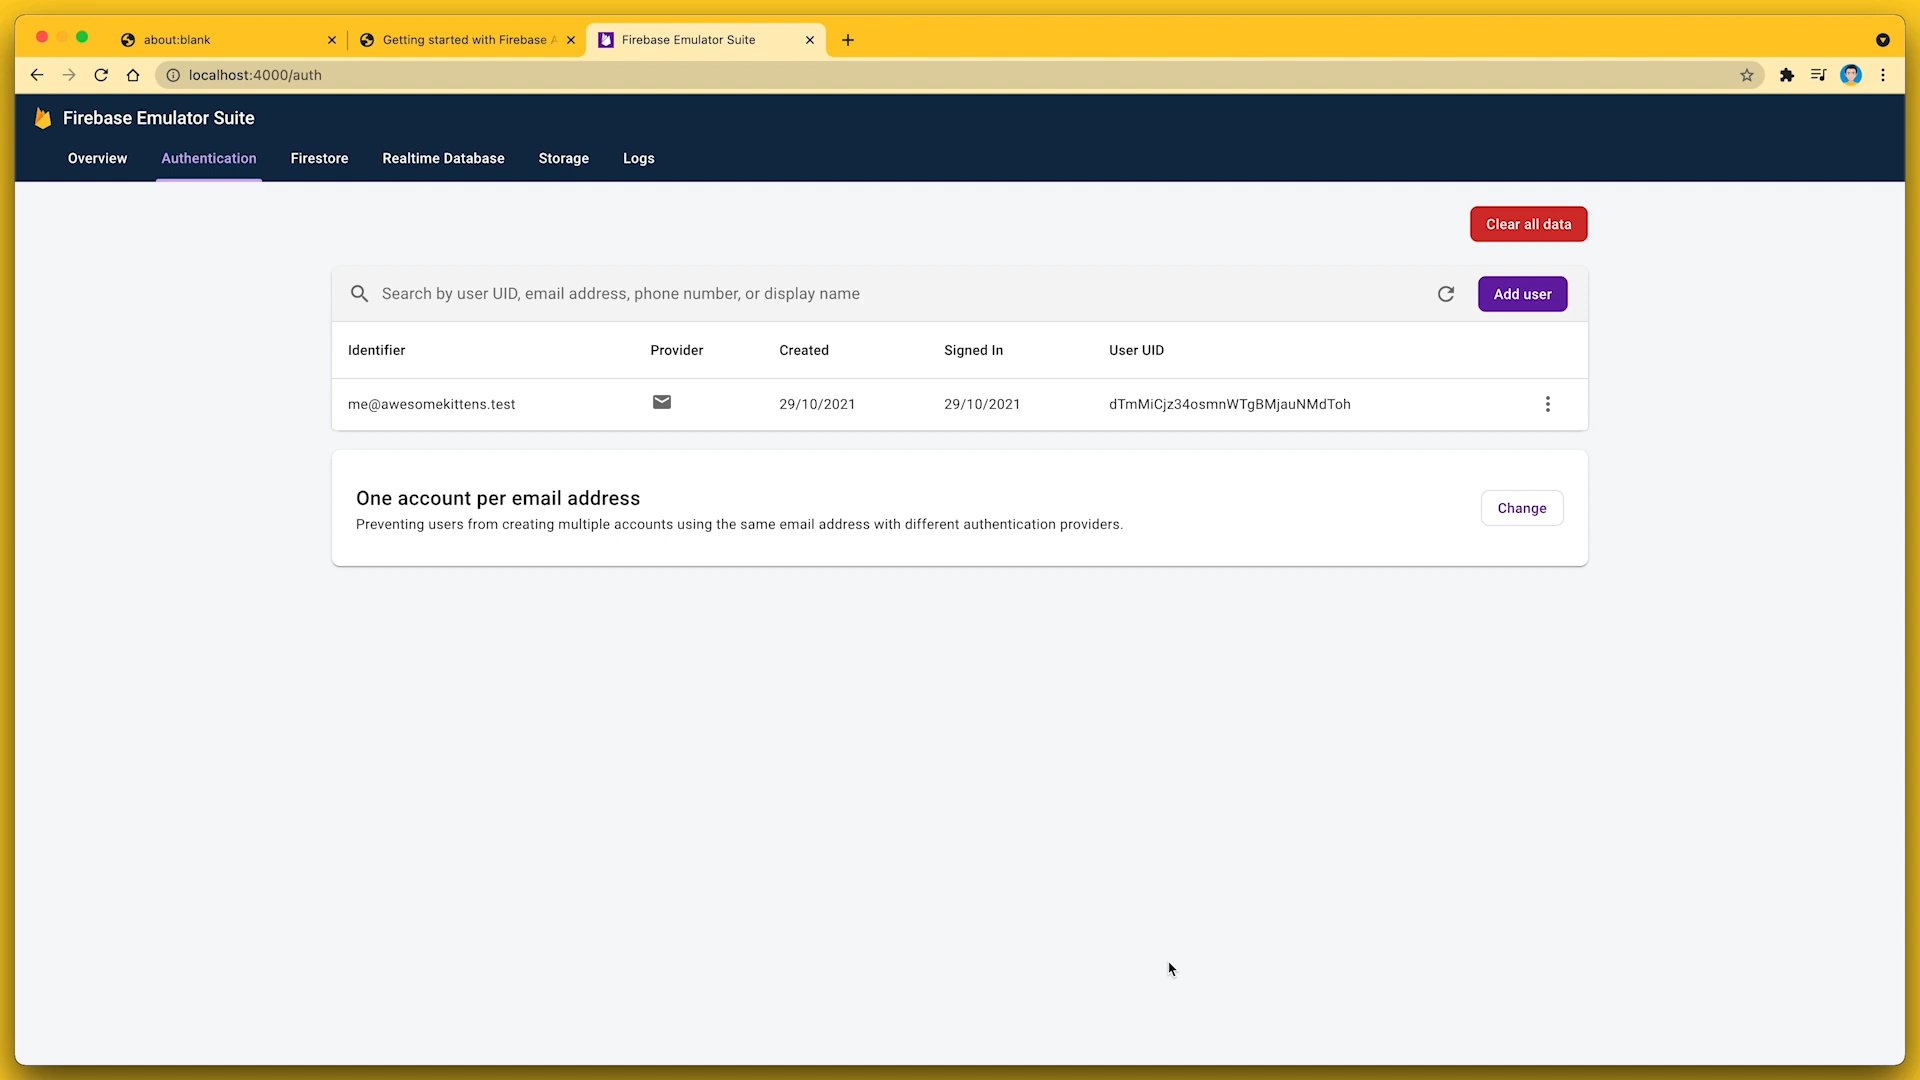 about:blank
Getting started with Firebase A
Firebase Emulator Suite
localhost:4000/auth
Firebase Emulator Suite
Overview
Authentication
Firestore
Realtime Database
Storage
Logs
Clear all data
Search by user UID, email address, phone number, or display name
Add user
Identifier Provider Created Signed In User UID
me@awesomekittens.test 29/10/2021 29/10/2021 dTmMiCjz34osmnWTgBMjauNMdToh
One account per email address
Preventing users from creating multiple accounts using the same email address with different authentication providers.
Change